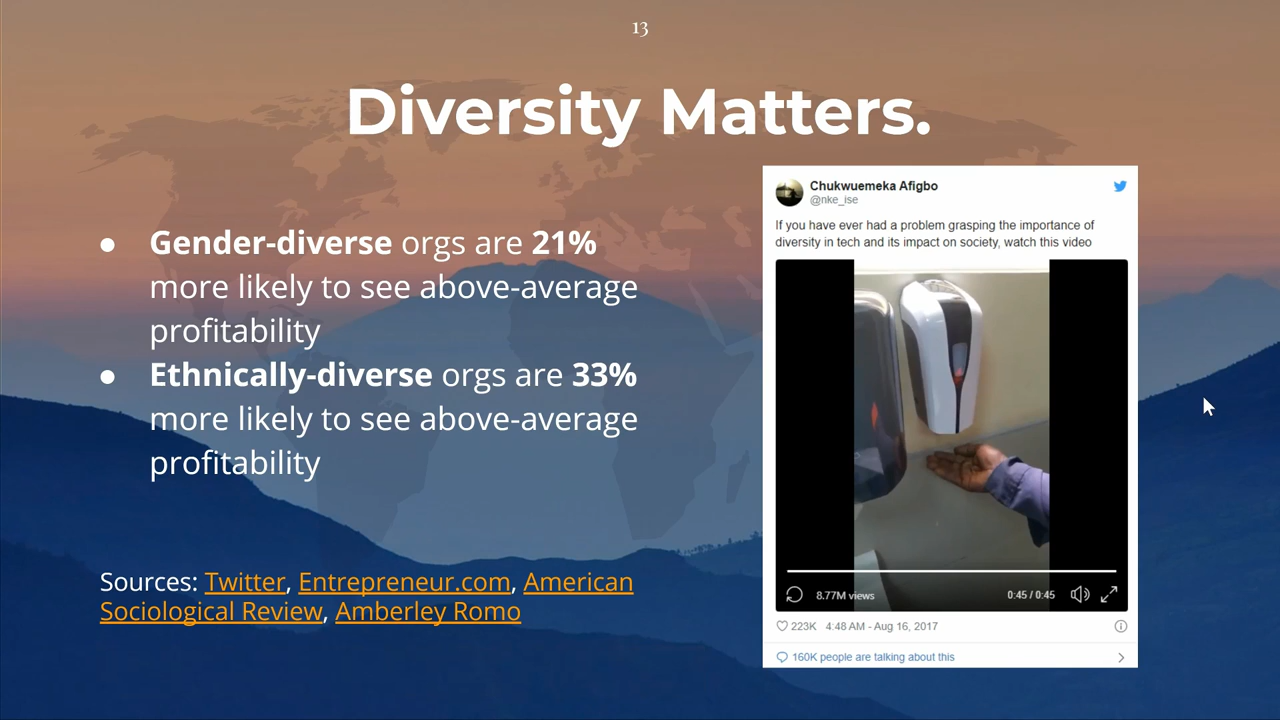 13
Diversity Matters.
● Gender-diverse orgs are 21%
more likely to see above-average
profitability
● Ethnically-diverse orgs are 33%
more likely to see above-average
profitability
Sources: Twitter, Entrepreneur.com, American
Sociological Review, Amberley Romo
Chukwuemeka Afigbo
@nke_ise
If you have ever had a problem grasping the importance of
diversity in tech and its impact on society, watch this video
8.77M views
0:45 / 0:45
223K 4:48 AM - Aug 16, 2017
160K people are talking about this